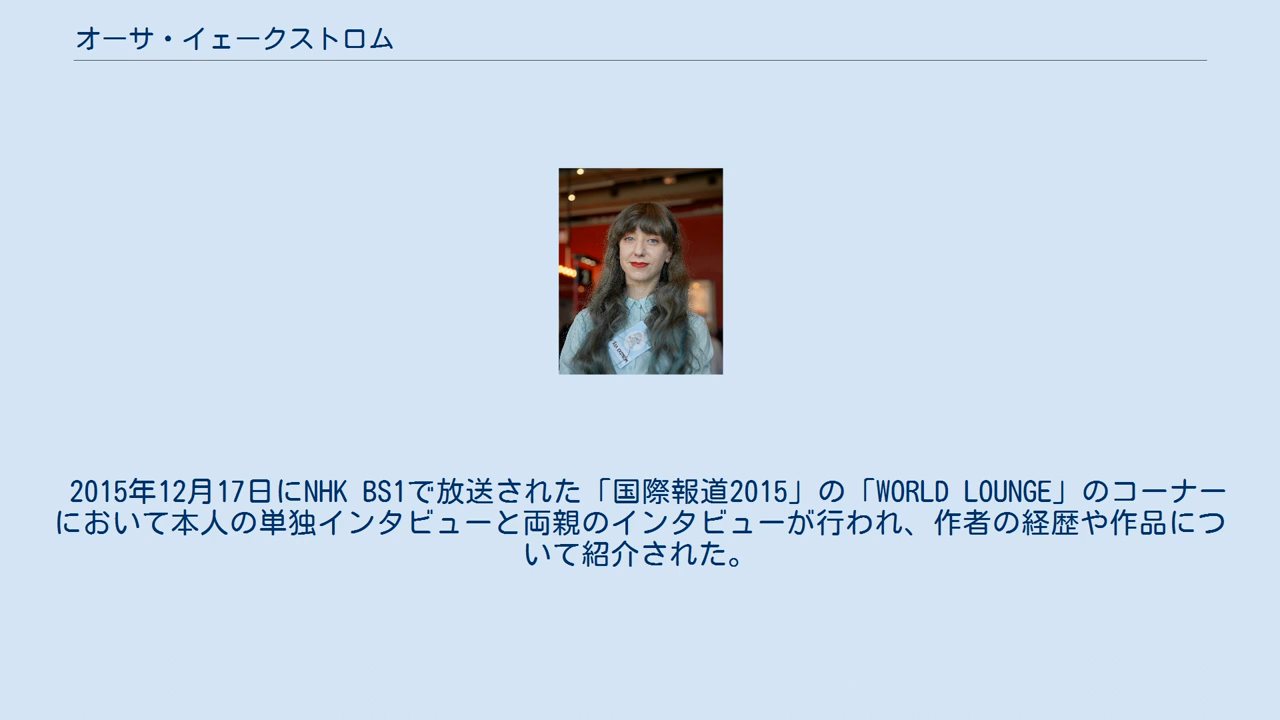 オーサ・イェークストロム
2015年12月17日にNHK BS1で放送された「国際報道2015」の「WORLD LOUNGE」のコーナー
において本人の単独インタビューと両親のインタビューが行われ、作者の経歴や作品につ
いて紹介された。